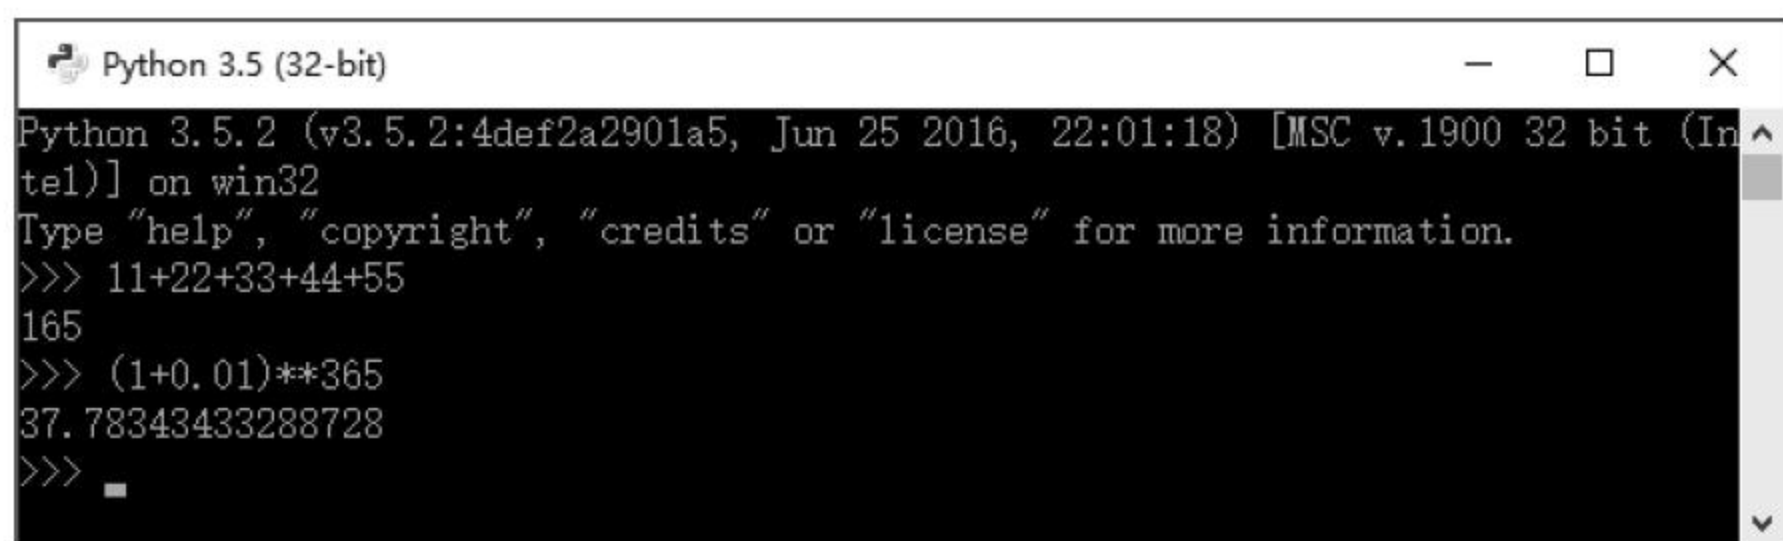 Python 3.5 (32-bit)
Python 3.5.2 (v3.5.2:4def2a2901a5, Jun 25 2016, 22:01:18) [MSC v.1900 32 bit (In
tel)] on win32
Type "help", "copyright", "credits" or "license" for more information.
>>> 11+22+33+44+55
165
>>> (1+0.01)**365
37.78343433288728
>>>